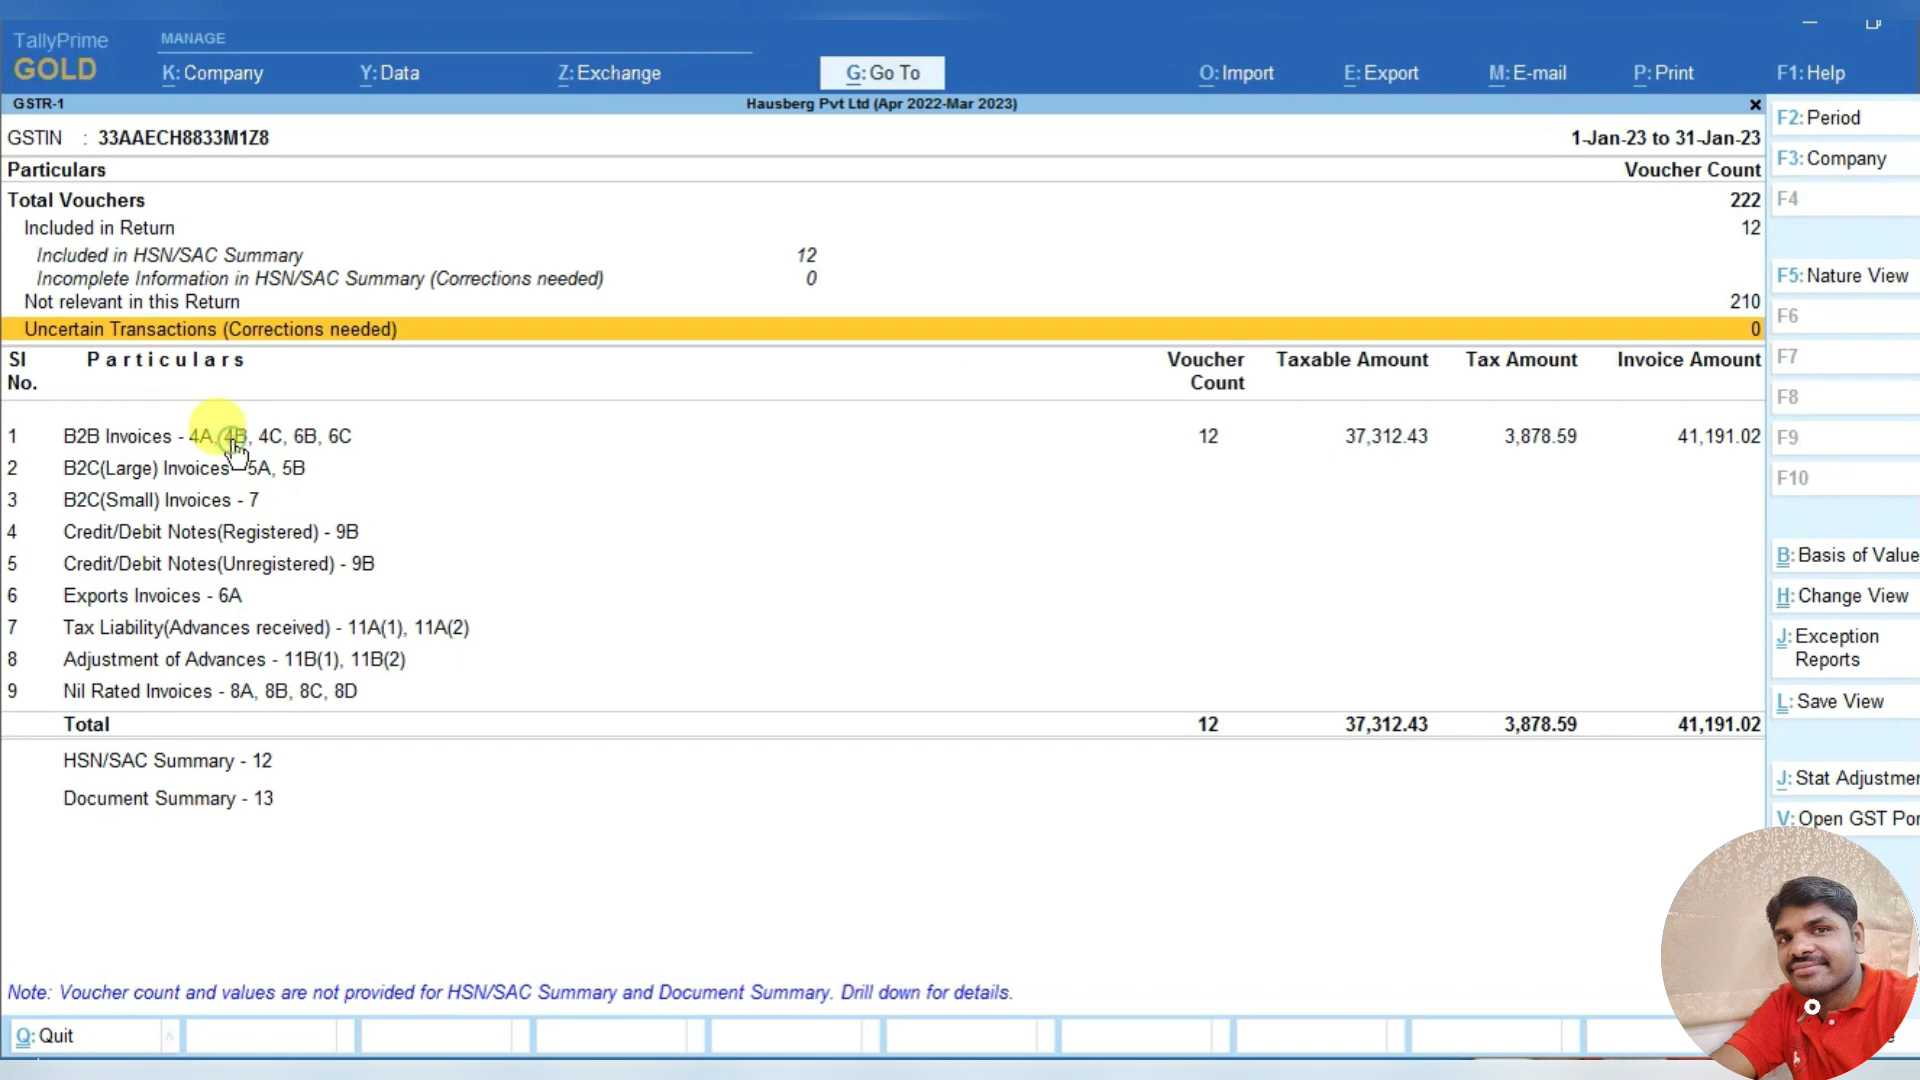 TallyPrime
GOLD
MANAGE
K: Company
Y: Data
Z: Exchange
G: Go To
O: Import
E: Export
M: E-mail
P: Print
F1: Help
GSTR-1
Hausberg Pvt Ltd (Apr 2022-Mar 2023)
GSTIN : 33AAECH8833M1Z8
1-Jan-23 to 31-Jan-23
Particulars
Voucher Count
Total Vouchers 222
Included in Return 12
Included in HSN/SAC Summary 12
Incomplete Information in HSN/SAC Summary (Corrections needed) 0
Not relevant in this Return 210
Uncertain Transactions (Corrections needed) 0
Sl Particulars Voucher Taxable Amount Tax Amount Invoice Amount
No. Count
1 B2B Invoices - 4A, 4B, 4C, 6B, 6C 12 37,312.43 3,878.59 41,191.02
2 B2C(Large) Invoices - 5A, 5B
3 B2C(Small) Invoices - 7
4 Credit/Debit Notes(Registered) - 9B
5 Credit/Debit Notes(Unregistered) - 9B
6 Exports Invoices - 6A
7 Tax Liability(Advances received) - 11A(1), 11A(2)
8 Adjustment of Advances - 11B(1), 11B(2)
9 Nil Rated Invoices - 8A, 8B, 8C, 8D
Total 12 37,312.43 3,878.59 41,191.02
HSN/SAC Summary - 12
Document Summary - 13
Note: Voucher count and values are not provided for HSN/SAC Summary and Document Summary. Drill down for details.
Q: Quit
F2: Period
F3: Company
F4
F5: Nature View
F6
F7
F8
F9
F10
B: Basis of Value
H: Change View
J: Exception
Reports
L: Save View
J: Stat Adjustmen
V: Open GST Por